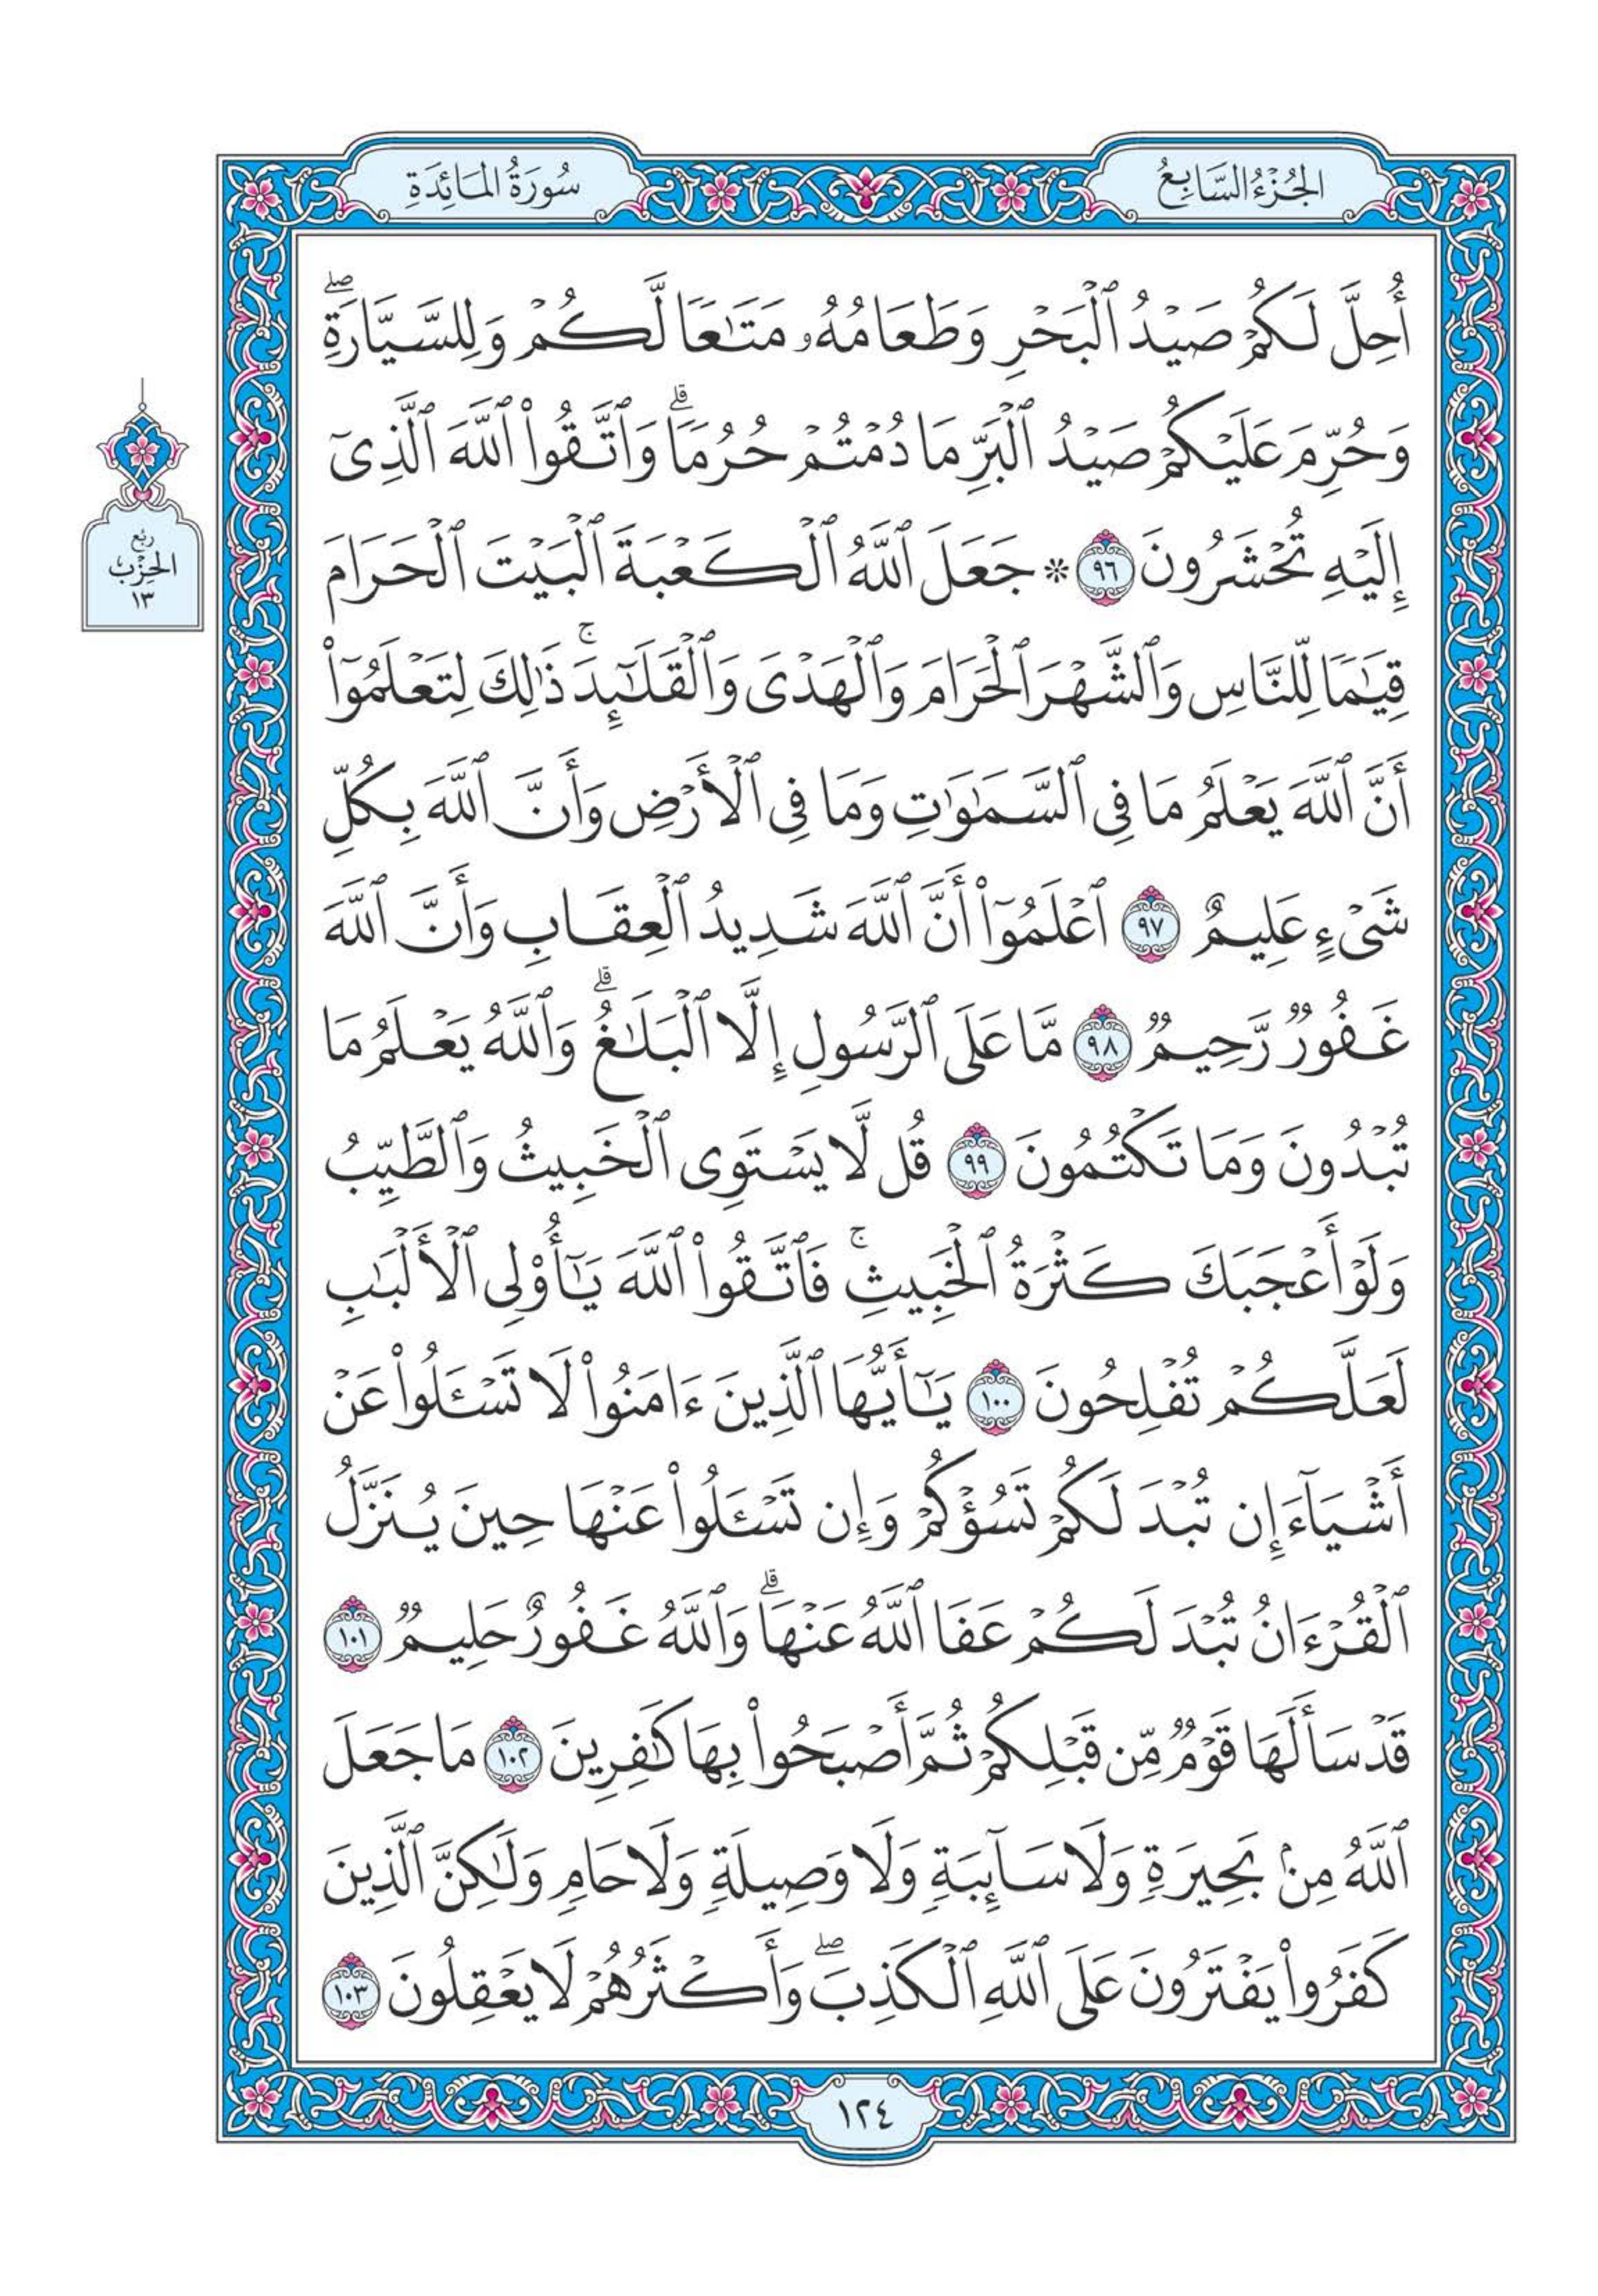 الجُزْءُ السَّابِعُ
سُورَةُ المَائِدَةِ
أُحِلَّ لَكُمْ صَيْدُ ٱلْبَحْرِ وَطَعَامُهُۥ مَتَٰعًا لَّكُمْ وَلِلسَّيَّارَةِۖ
وَحُرِّمَ عَلَيْكُمْ صَيْدُ ٱلْبَرِّ مَا دُمْتُمْ حُرُمًاۗ وَٱتَّقُوا۟ ٱللَّهَ ٱلَّذِىٓ
إِلَيْهِ تُحْشَرُونَ ٩٦ * جَعَلَ ٱللَّهُ ٱلْكَعْبَةَ ٱلْبَيْتَ ٱلْحَرَامَ
قِيَٰمًا لِّلنَّاسِ وَٱلشَّهْرَ ٱلْحَرَامَ وَٱلْهَدْىَ وَٱلْقَلَٰٓئِدَۚ ذَٰلِكَ لِتَعْلَمُوٓا۟
أَنَّ ٱللَّهَ يَعْلَمُ مَا فِى ٱلسَّمَٰوَٰتِ وَمَا فِى ٱلْأَرْضِ وَأَنَّ ٱللَّهَ بِكُلِّ
شَىْءٍ عَلِيمٌ ٩٧ ٱعْلَمُوٓا۟ أَنَّ ٱللَّهَ شَدِيدُ ٱلْعِقَابِ وَأَنَّ ٱللَّهَ
غَفُورٌ رَّحِيمٌ ٩٨ مَّا عَلَى ٱلرَّسُولِ إِلَّا ٱلْبَلَٰغُۗ وَٱللَّهُ يَعْلَمُ مَا
تُبْدُونَ وَمَا تَكْتُمُونَ ٩٩ قُل لَّا يَسْتَوِى ٱلْخَبِيثُ وَٱلطَّيِّبُ
وَلَوْ أَعْجَبَكَ كَثْرَةُ ٱلْخَبِيثِۚ فَٱتَّقُوا۟ ٱللَّهَ يَٰٓأُو۟لِى ٱلْأَلْبَٰبِ
لَعَلَّكُمْ تُفْلِحُونَ ١٠٠ يَٰٓأَيُّهَا ٱلَّذِينَ ءَامَنُوا۟ لَا تَسْـَٔلُوا۟ عَنْ
أَشْيَآءَ إِن تُبْدَ لَكُمْ تَسُؤْكُمْ وَإِن تَسْـَٔلُوا۟ عَنْهَا حِينَ يُنَزَّلُ
ٱلْقُرْءَانُ تُبْدَ لَكُمْ عَفَا ٱللَّهُ عَنْهَاۗ وَٱللَّهُ غَفُورٌ حَلِيمٌ ١٠١
قَدْ سَأَلَهَا قَوْمٌ مِّن قَبْلِكُمْ ثُمَّ أَصْبَحُوا۟ بِهَا كَٰفِرِينَ ١٠٢ مَا جَعَلَ
ٱللَّهُ مِنۢ بَحِيرَةٍ وَلَا سَآئِبَةٍ وَلَا وَصِيلَةٍ وَلَا حَامٍ وَلَٰكِنَّ ٱلَّذِينَ
كَفَرُوا۟ يَفْتَرُونَ عَلَى ٱللَّهِ ٱلْكَذِبَۖ وَأَكْثَرُهُمْ لَا يَعْقِلُونَ ١٠٣
١٢٤
رُبْع
الحِزْب
١٣